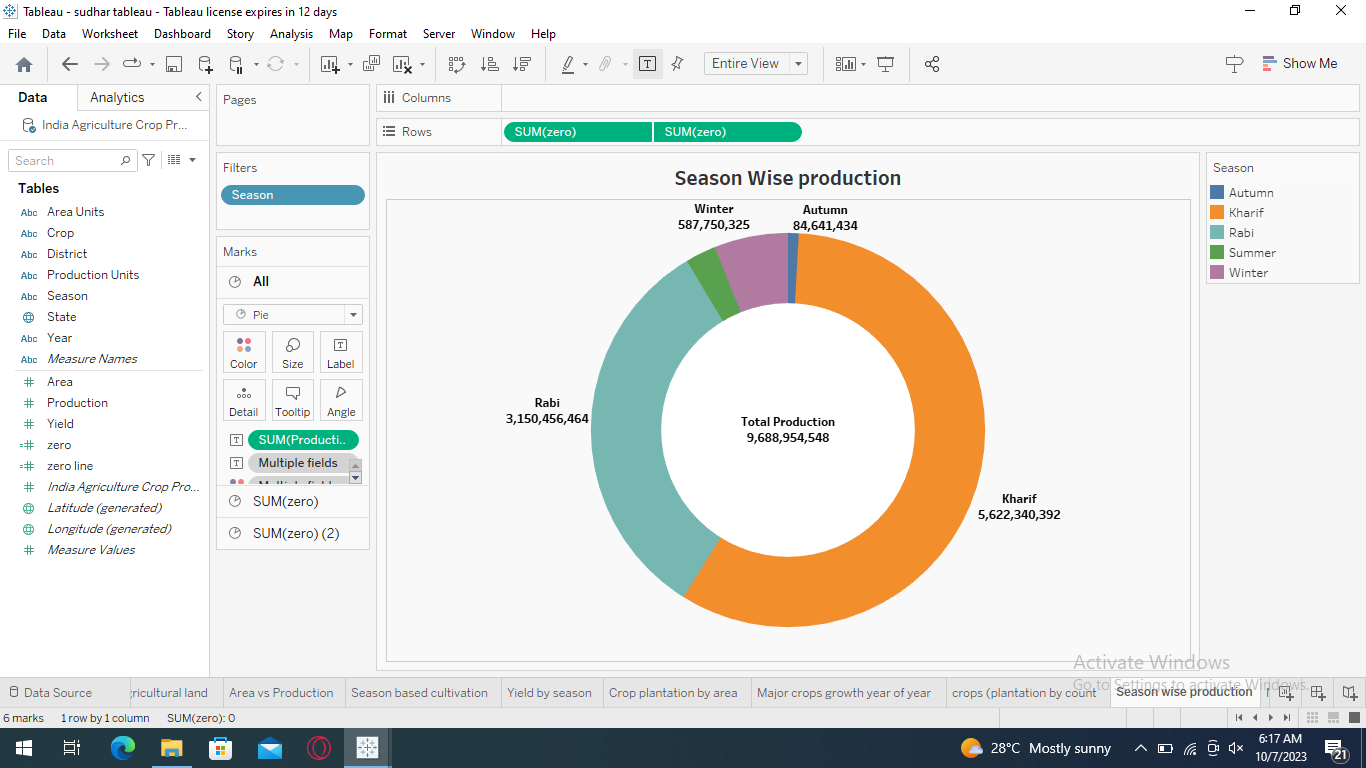 Tableau - sudhar tableau - Tableau license expires in 12 days
File Data Worksheet Dashboard Story Analysis Map Format Server Window Help
Entire View
Show Me
Data Analytics
India Agriculture Crop Pr...
Search
Tables
Abc Area Units
Abc Crop
Abc District
Abc Production Units
Abc Season
State
Abc Year
Abc Measure Names
# Area
# Production
# Yield
=# zero
=# zero line
# India Agriculture Crop Pro...
Latitude (generated)
Longitude (generated)
# Measure Values
Pages
Filters
Season
Marks
All
Pie
Color Size Label
Detail Tooltip Angle
SUM(Producti..
Multiple fields
SUM(zero)
SUM(zero) (2)
Columns
Rows
SUM(zero) SUM(zero)
Season Wise production
Winter
587,750,325
Autumn
84,641,434
Rabi
3,150,456,464
Total Production
9,688,954,548
Kharif
5,622,340,392
Season
Autumn
Kharif
Rabi
Summer
Winter
Activate Windows
Go to Settings to activate Windows.
Data Source ricultural land Area vs Production Season based cultivation Yield by season Crop plantation by area Major crops growth year of year crops (plantation by count Season wise production
6 marks 1 row by 1 column SUM(zero): 0
28°C Mostly sunny
6:17 AM
10/7/2023
21